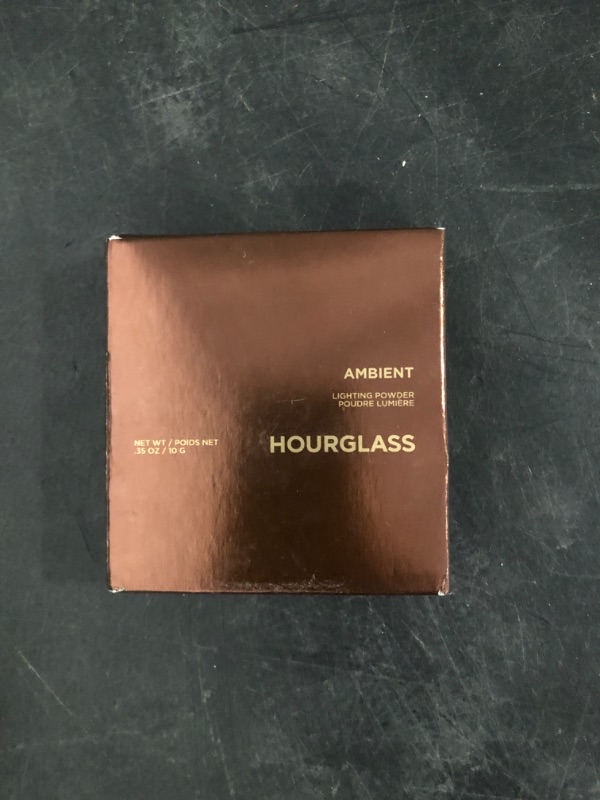 AMBIENT
LIGHTING POWDER
POUDRE LUMIÈRE
HOURGLASS
NET WT / POIDS NET
.35 OZ / 10 G